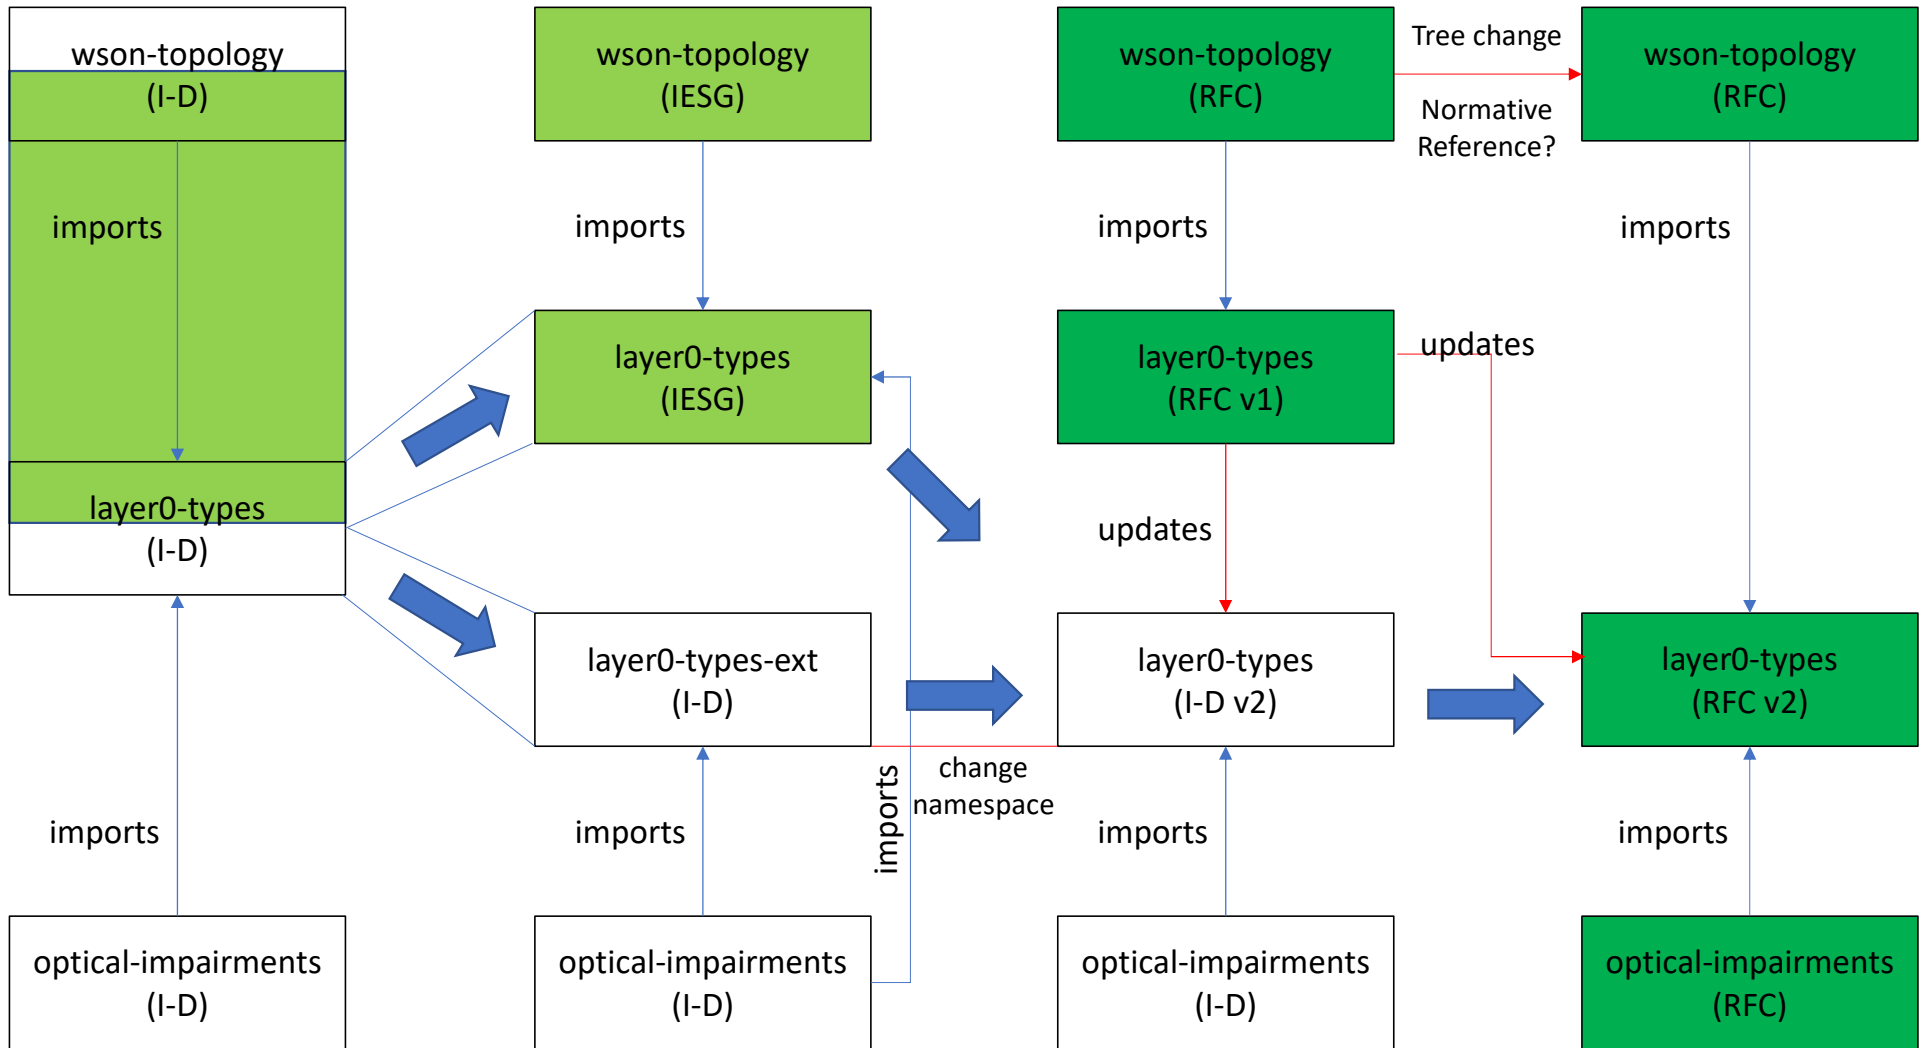 wson-topology
(I-D)
wson-topology
(IESG)
wson-topology
(RFC)
Tree change
Normative
Reference?
wson-topology
(RFC)
imports
imports
imports
imports
layer0-types
(IESG)
layer0-types
(RFC v1)
updates
layer0-types
(I-D)
updates
layer0-types-ext
(I-D)
layer0-types
(I-D v2)
layer0-types
(RFC v2)
change
namespace
imports
imports
imports
imports
imports
optical-impairments
(I-D)
optical-impairments
(I-D)
optical-impairments
(I-D)
optical-impairments
(RFC)